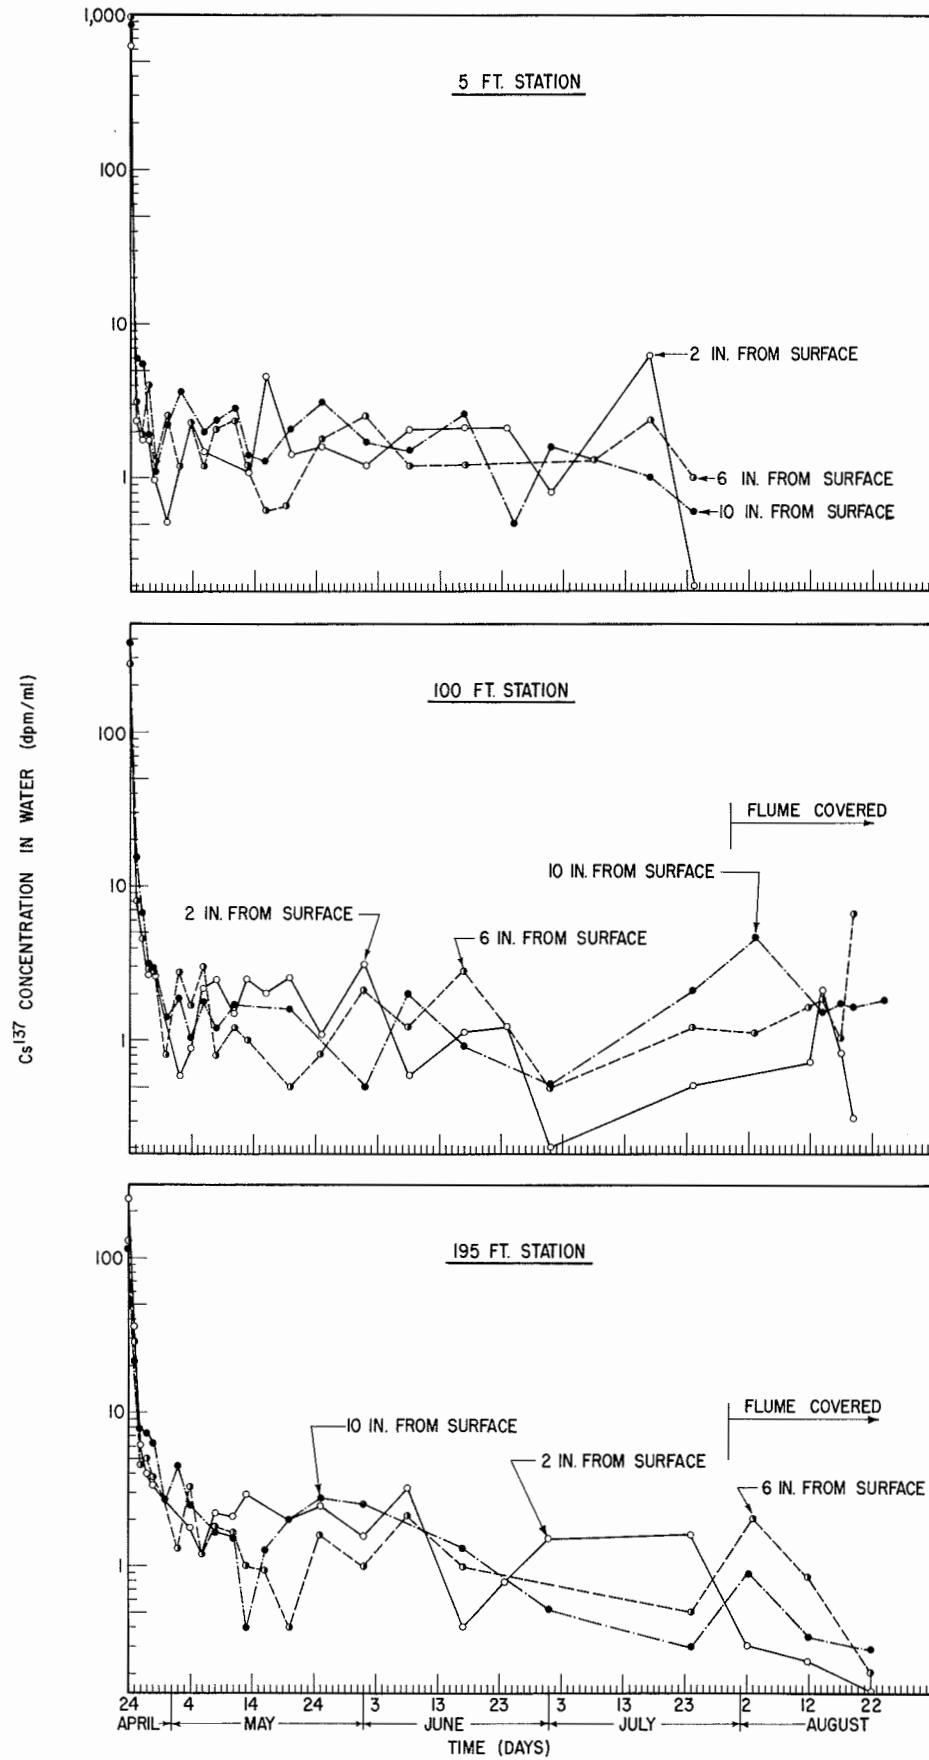 1,000
5 FT. STATION
100
10
2 IN. FROM SURFACE
1
6 IN. FROM SURFACE
10 IN. FROM SURFACE
100 FT. STATION
100
FLUME COVERED
10 IN. FROM SURFACE
10
2 IN. FROM SURFACE
6 IN. FROM SURFACE
1
Cs137 CONCENTRATION IN WATER (dpm/ml)
195 FT. STATION
100
FLUME COVERED
10
10 IN. FROM SURFACE
2 IN. FROM SURFACE
6 IN. FROM SURFACE
1
24 4 14 24 3 13 23 3 13 23 2 12 22
APRIL MAY JUNE JULY AUGUST
TIME (DAYS)